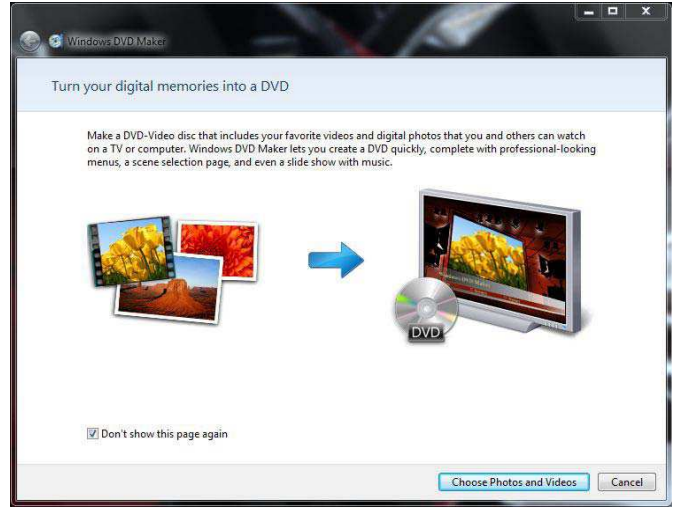 Windows DVD Maker
Turn your digital memories into a DVD
Make a DVD-Video disc that includes your favorite videos and digital photos that you and others can watch
on a TV or computer. Windows DVD Maker lets you create a DVD quickly, complete with professional-looking
menus, a scene selection page, and even a slide show with music.
Windows DVD Maker
DVD
Don't show this page again
Choose Photos and Videos
Cancel